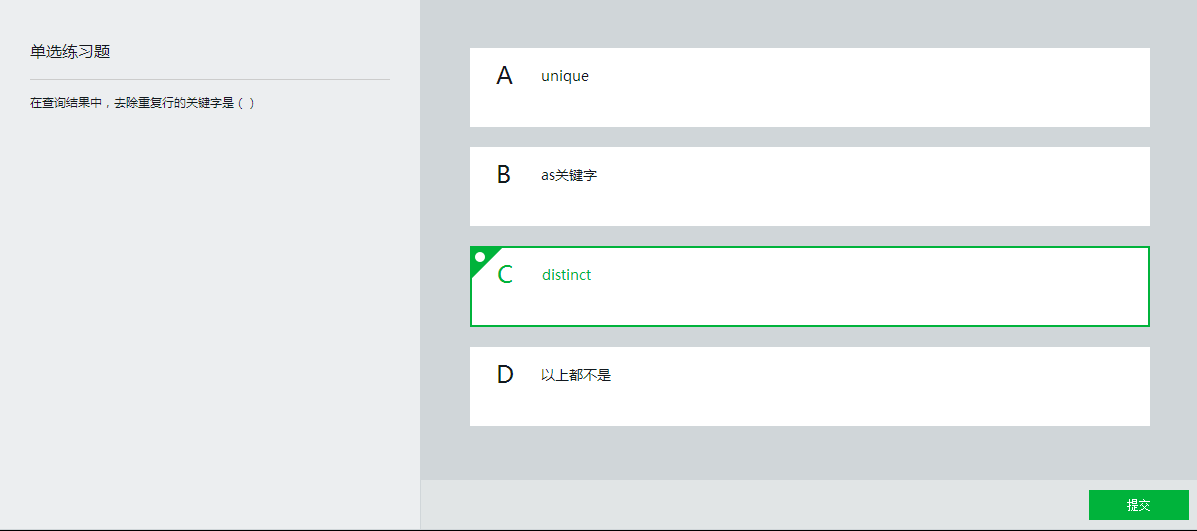 单选练习题
在查询结果中，去除重复行的关键字是（ ）
A unique
B as关键字
C distinct
D 以上都不是
提交